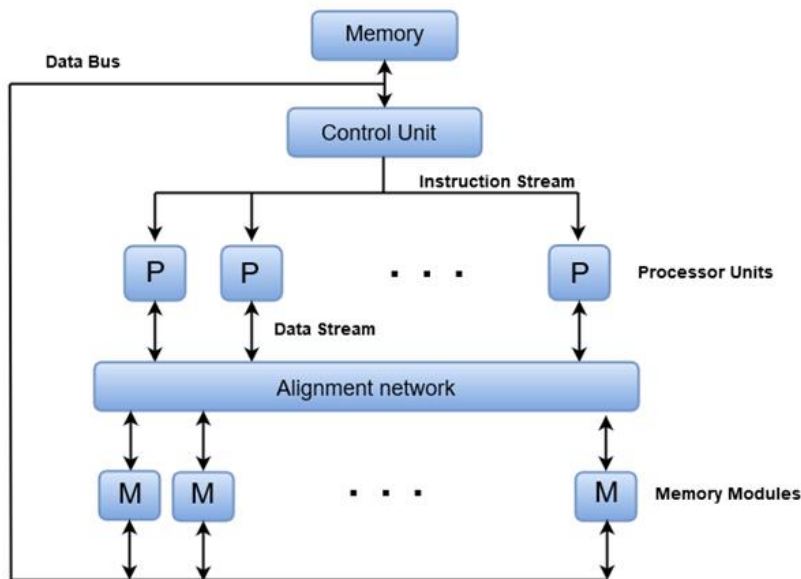 Memory
Data Bus
Control Unit
Instruction Stream
P P . . . P Processor Units
Data Stream
Alignment network
M M . . . M Memory Modules